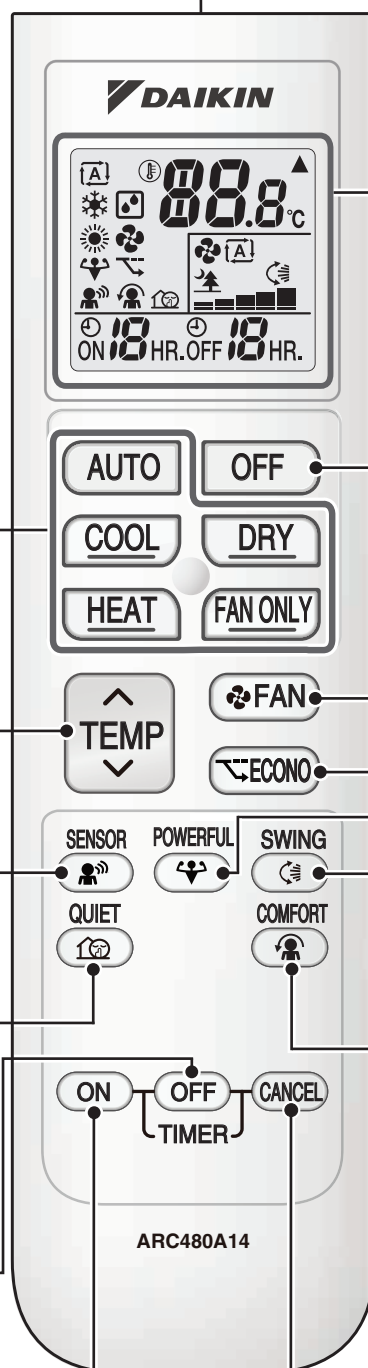 DAIKIN
A
88.8°C
A
ON 18 HR. OFF 18 HR.
AUTO OFF
COOL DRY
HEAT FAN ONLY
TEMP
FAN
ECONO
SENSOR POWERFUL SWING
QUIET COMFORT
ON OFF CANCEL
TIMER
ARC480A14